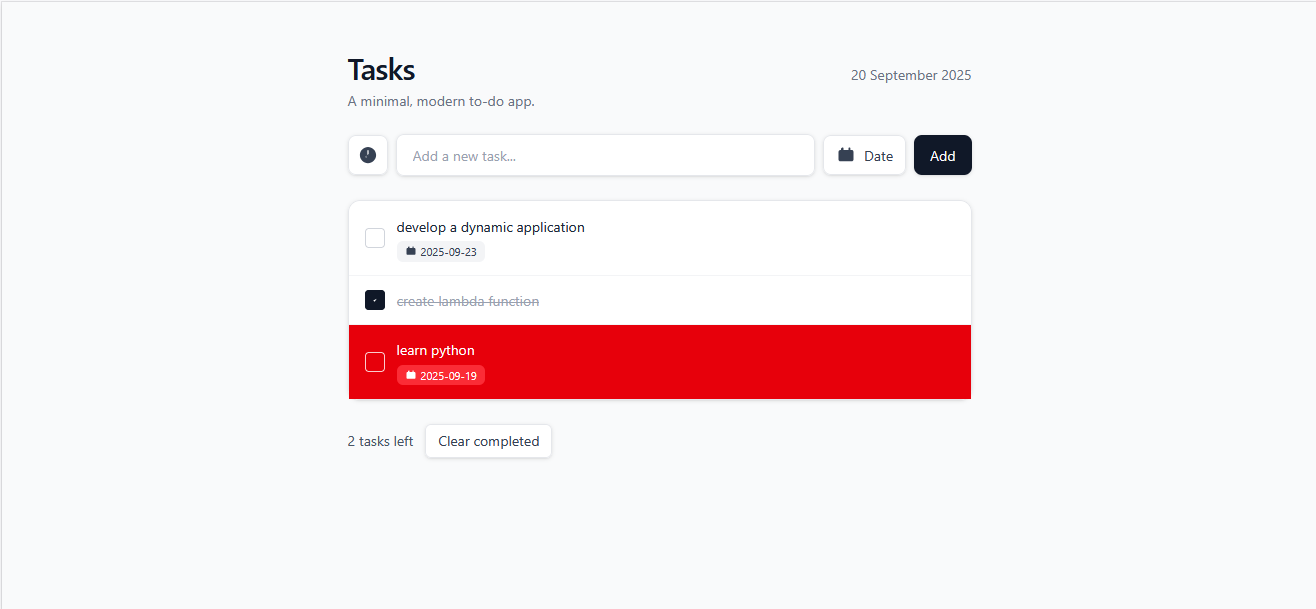 Tasks
20 September 2025
A minimal, modern to-do app.
Add a new task...
Date
Add
develop a dynamic application
2025-09-23
create lambda function
learn python
2025-09-19
2 tasks left
Clear completed